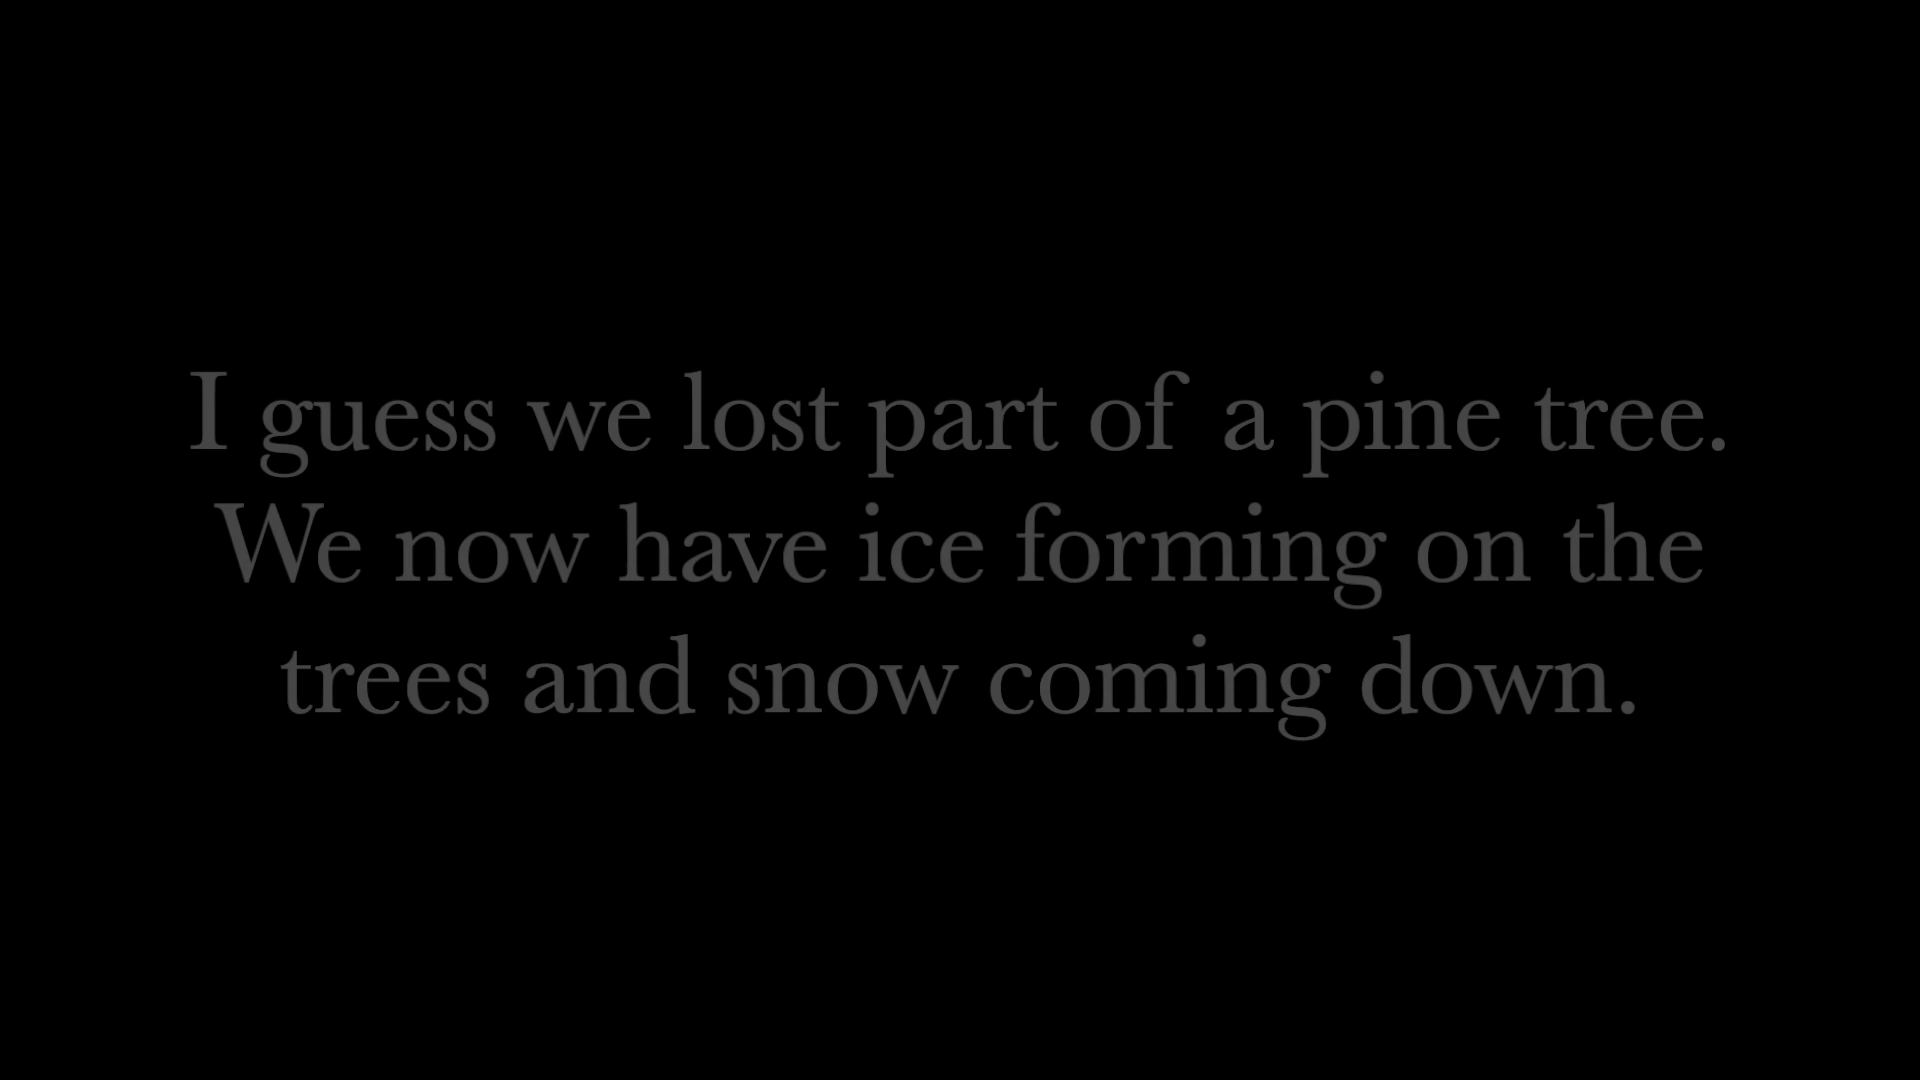 I guess we lost part of a pine tree.
We now have ice forming on the
trees and snow coming down.